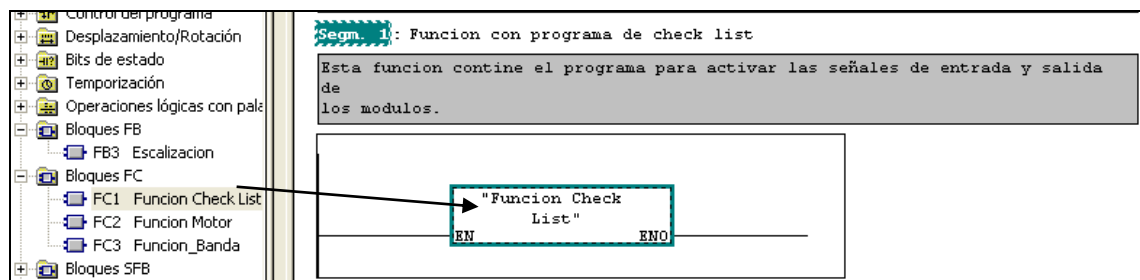 Control del programa
Desplazamiento/Rotación
Bits de estado
Temporización
Operaciones lógicas con pala
Bloques FB
FB3 Escalizacion
Bloques FC
FC1 Funcion Check List
FC2 Funcion Motor
FC3 Funcion_Banda
Bloques SFB
Segm. 1: Funcion con programa de check list
Esta funcion contine el programa para activar las señales de entrada y salida
de
los modulos.
"Funcion Check
List"
EN ENO